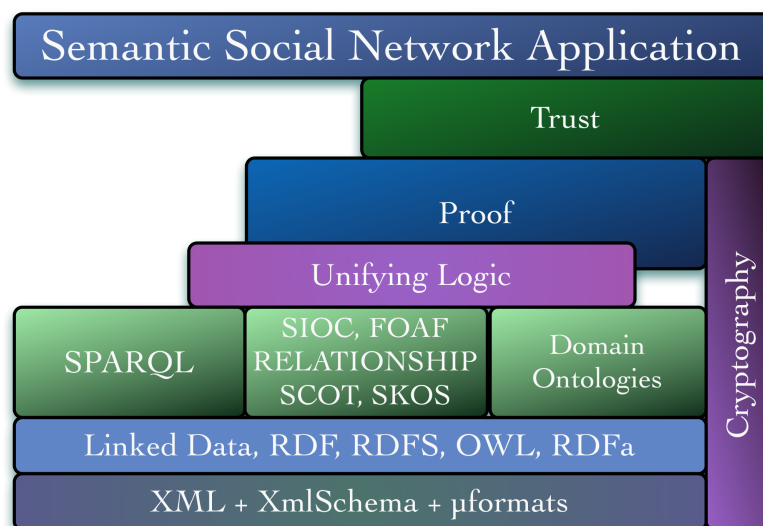 Semantic Social Network Application
Trust
Proof
Unifying Logic
SPARQL
SIOC, FOAF
RELATIONSHIP
SCOT, SKOS
Domain
Ontologies
Cryptography
Linked Data, RDF, RDFS, OWL, RDFa
XML + XmlSchema + µformats